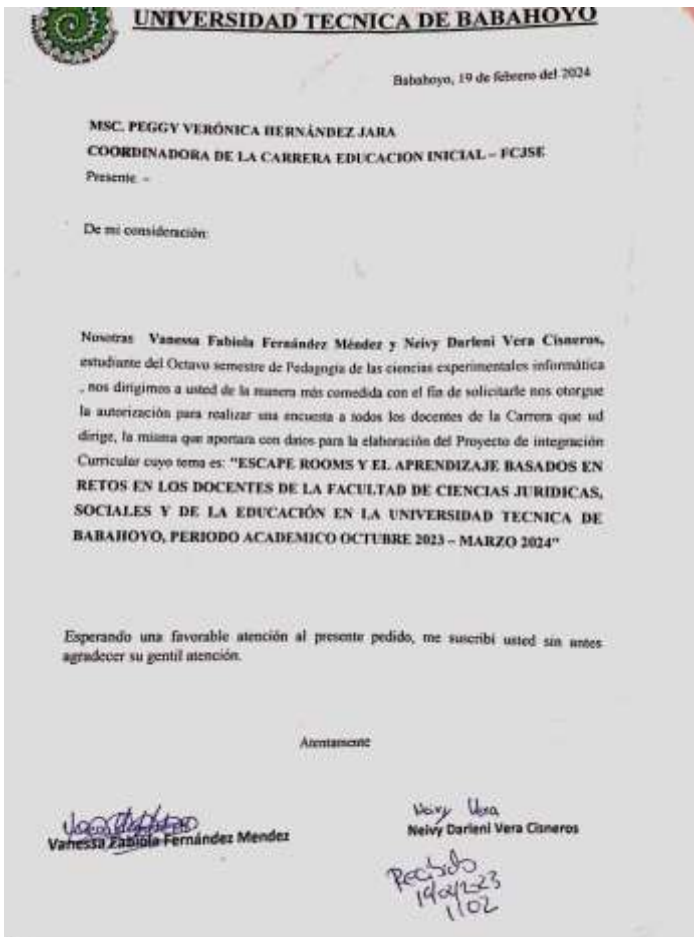 UNIVERSIDAD TECNICA DE BABAHOYO
Babahoyo, 19 de febrero del 2024
MSC. PEGGY VERÓNICA HERNÁNDEZ JARA
COORDINADORA DE LA CARRERA EDUCACION INICIAL – FCJSE
Presente. –
De mi consideración:
Nosotras Vanessa Fabiola Fernández Méndez y Neivy Darleni Vera Cisneros,
estudiante del Octavo semestre de Pedagogia de las ciencias experimentales informática
, nos dirigimos a usted de la manera más comedida con el fin de solicitarle nos otorgue
la autorización para realizar una encuesta a todos los docentes de la Carrera que ud
dirige, la misma que aportara con datos para la elaboración del Proyecto de integración
Curricular cuyo tema es: "ESCAPE ROOMS Y EL APRENDIZAJE BASADOS EN
RETOS EN LOS DOCENTES DE LA FACULTAD DE CIENCIAS JURIDICAS,
SOCIALES Y DE LA EDUCACIÓN EN LA UNIVERSIDAD TECNICA DE
BABAHOYO, PERIODO ACADEMICO OCTUBRE 2023 – MARZO 2024"
Esperando una favorable atención al presente pedido, me suscribí usted sin antes
agradecer su gentil atención.
Atentamente
Neivy Vera
Vanessa Fabiola Fernández Mendez
Neivy Darleni Vera Cisneros
Recibido
19/02/23
1102